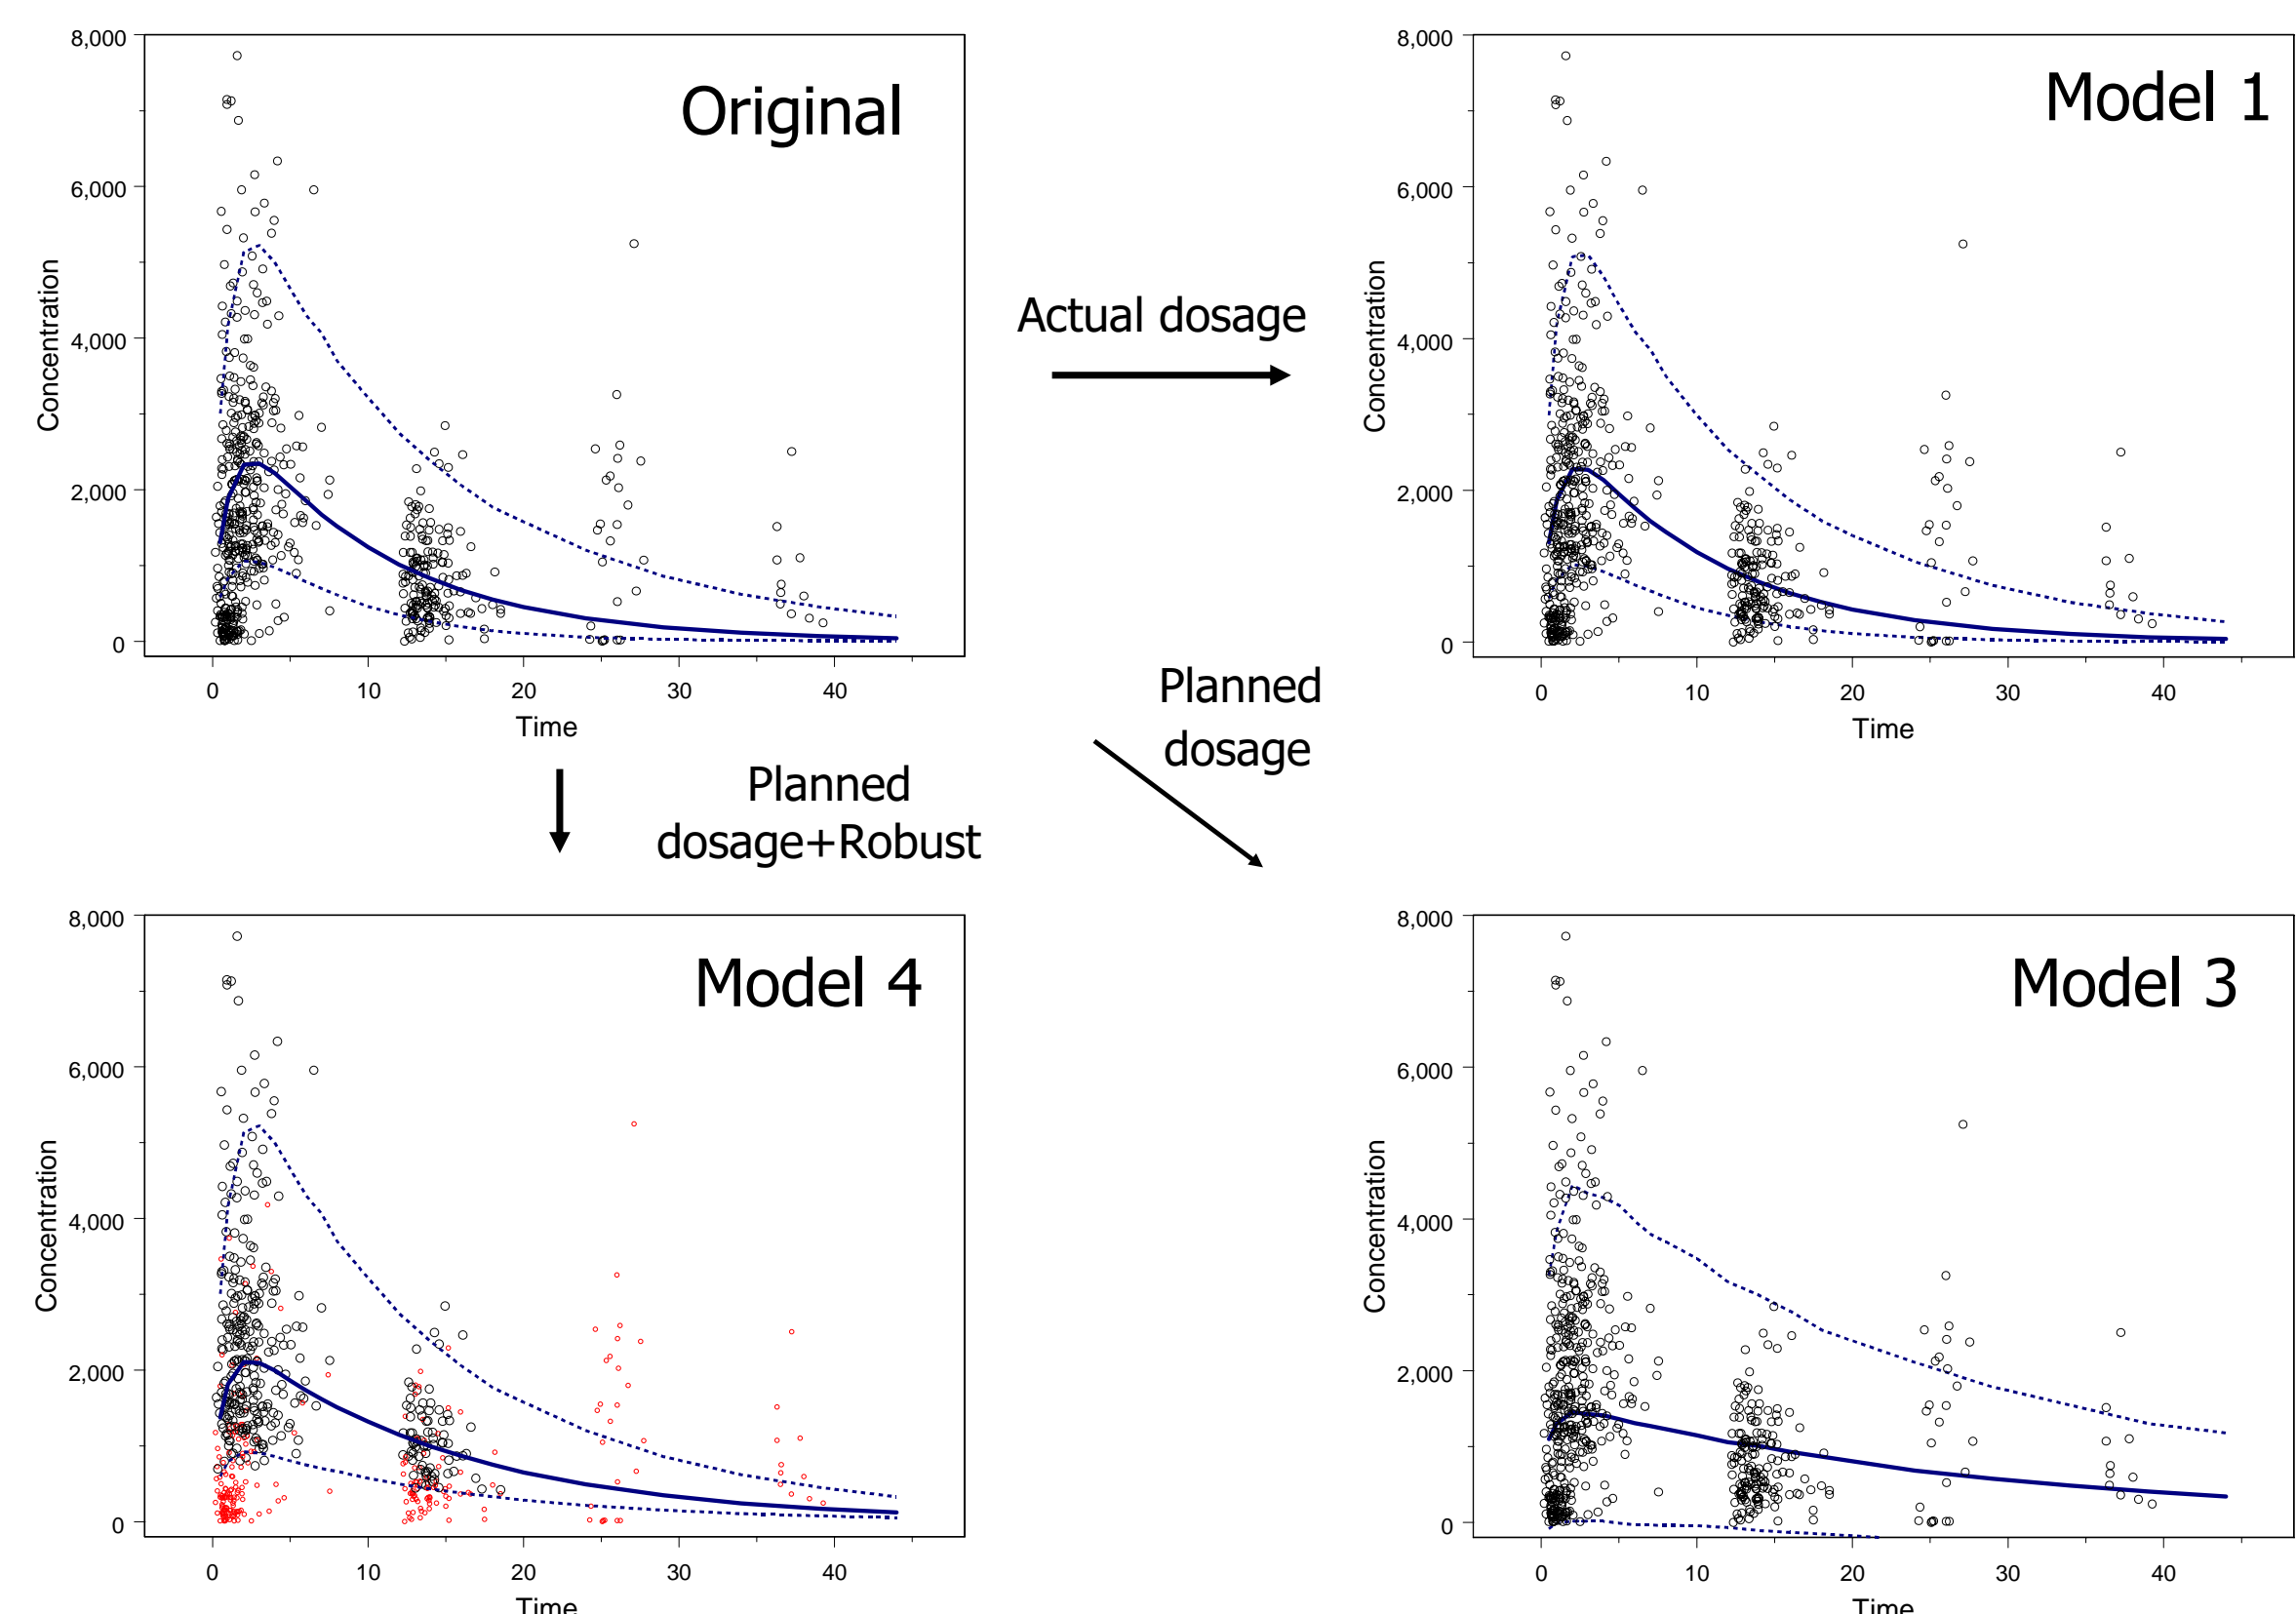 Original
8,000
6,000
4,000
2,000
0
Concentration
0 10 20 30 40
Time
Actual dosage
Model 1
8,000
6,000
4,000
2,000
0
Concentration
0 10 20 30 40
Time
Planned
dosage
Planned
dosage+Robust
Model 4
8,000
6,000
4,000
2,000
0
Concentration
0 10 20 30 40
Time
Model 3
8,000
6,000
4,000
2,000
0
Concentration
0 10 20 30 40
Time